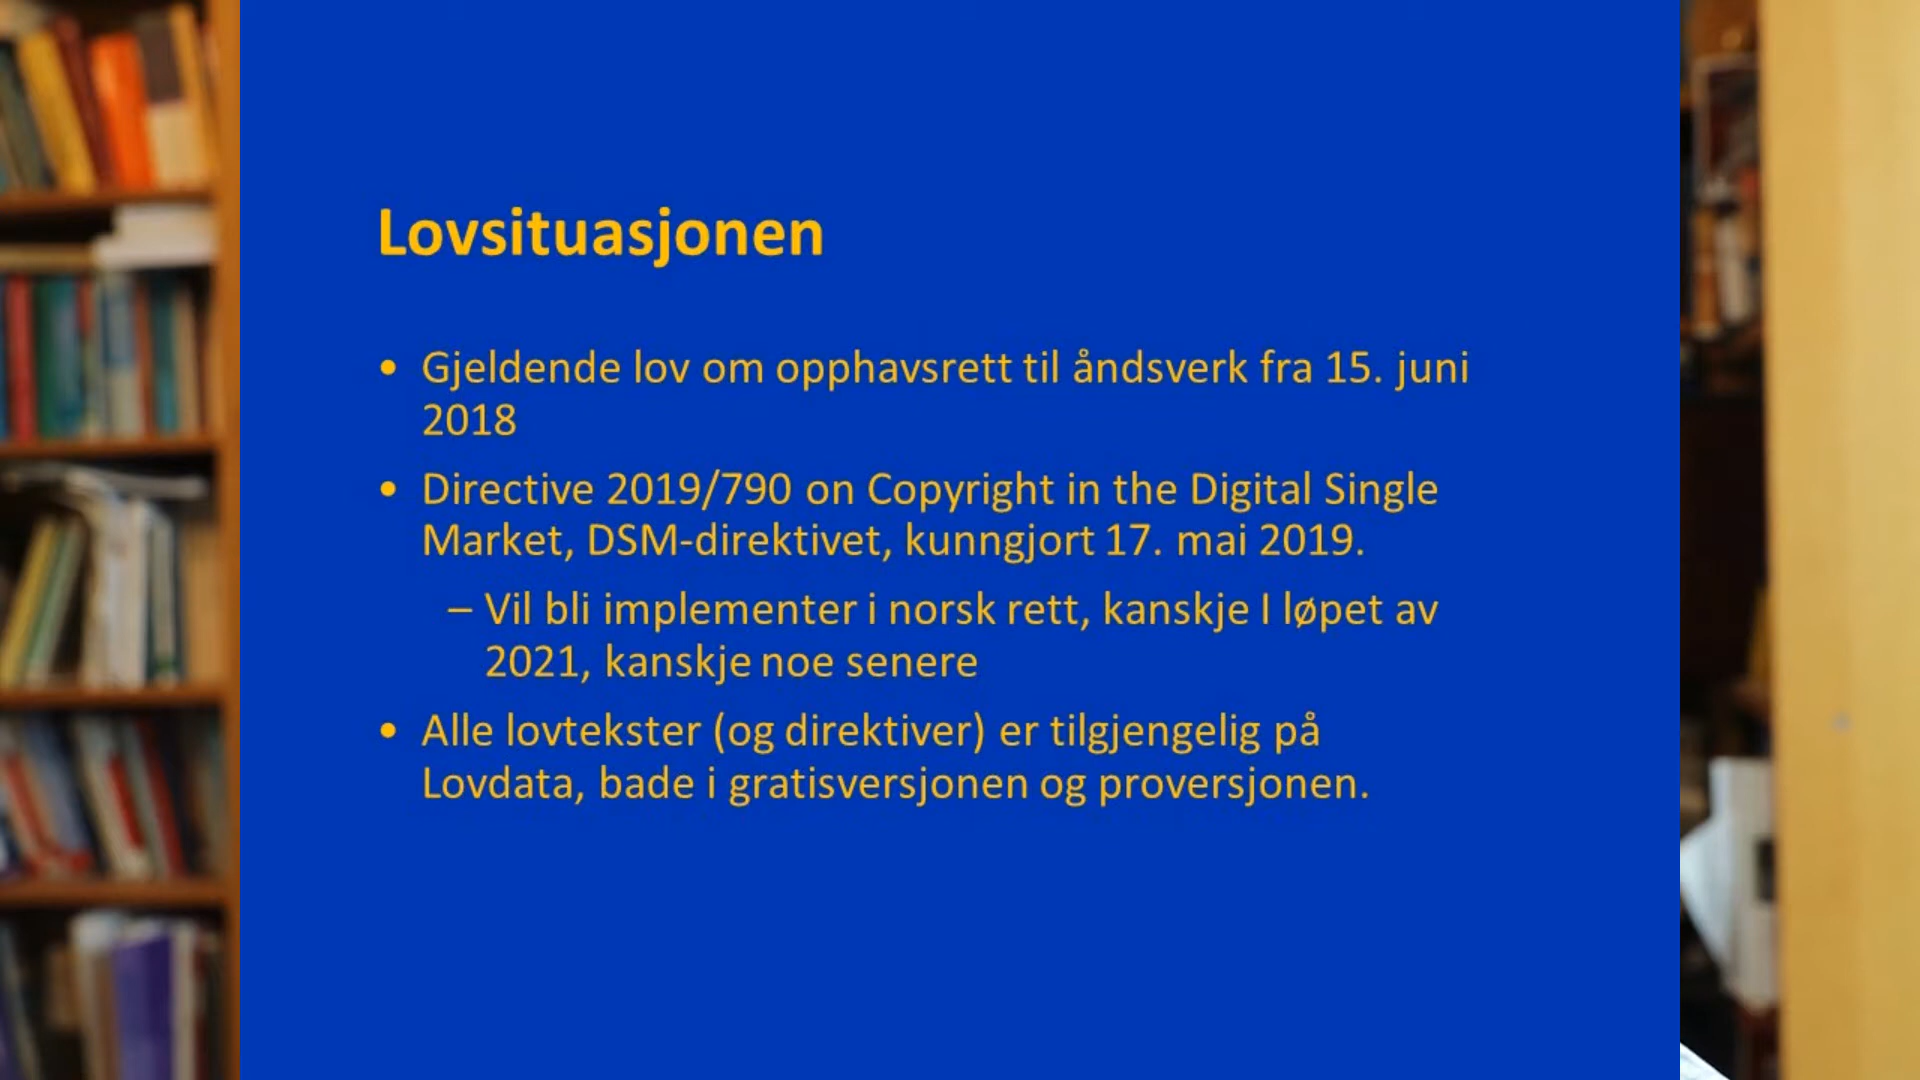 Lovsituasjonen
• Gjeldende lov om opphavsrett til åndsverk fra 15. juni
2018
• Directive 2019/790 on Copyright in the Digital Single
Market, DSM-direktivet, kunngjort 17. mai 2019.
– Vil bli implementer i norsk rett, kanskje I løpet av
2021, kanskje noe senere
• Alle lovtekster (og direktiver) er tilgjengelig på
Lovdata, bade i gratisversjonen og proversjonen.